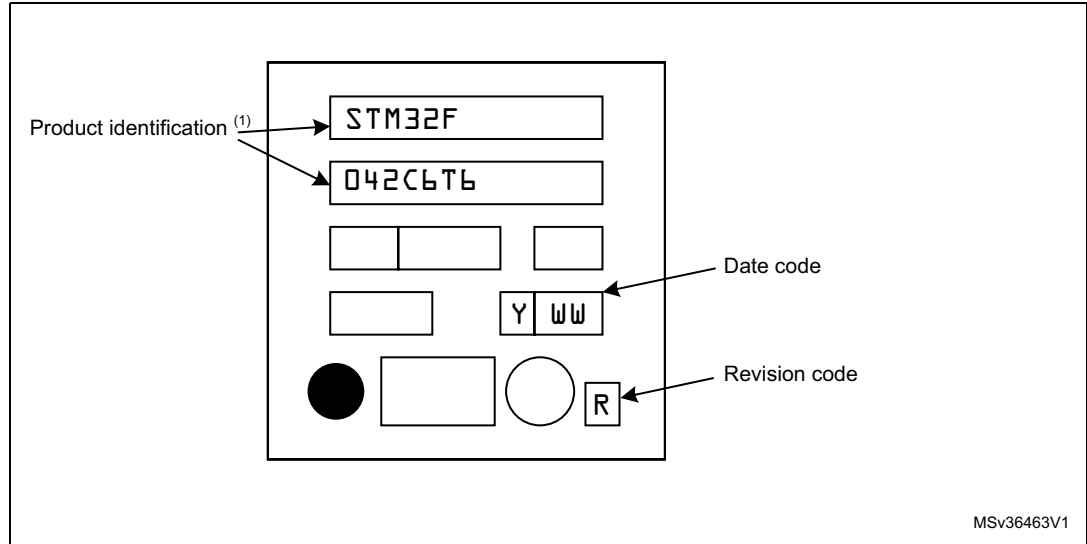 STM32F
Product identification (1)
042C6T6
Date code
Y WW
Revision code
R
MSv36463V1